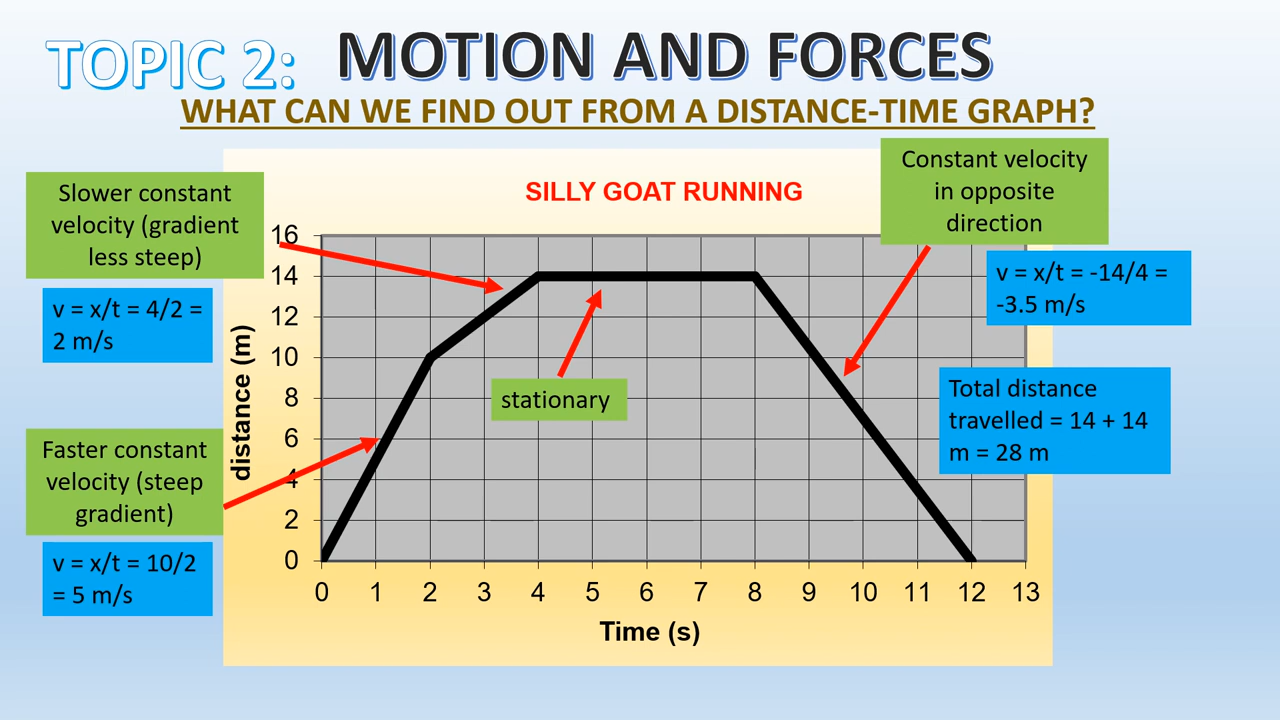 TOPIC 2: MOTION AND FORCES
WHAT CAN WE FIND OUT FROM A DISTANCE-TIME GRAPH?
Slower constant
velocity (gradient
less steep)
v = x/t = 4/2 =
2 m/s
Faster constant
velocity (steep
gradient)
v = x/t = 10/2
= 5 m/s
SILLY GOAT RUNNING
distance (m)
16
14
12
10
8
6
4
2
0
0 1 2 3 4 5 6 7 8 9 10 11 12 13
Time (s)
stationary
Constant velocity
in opposite
direction
v = x/t = -14/4 =
-3.5 m/s
Total distance
travelled = 14 + 14
m = 28 m